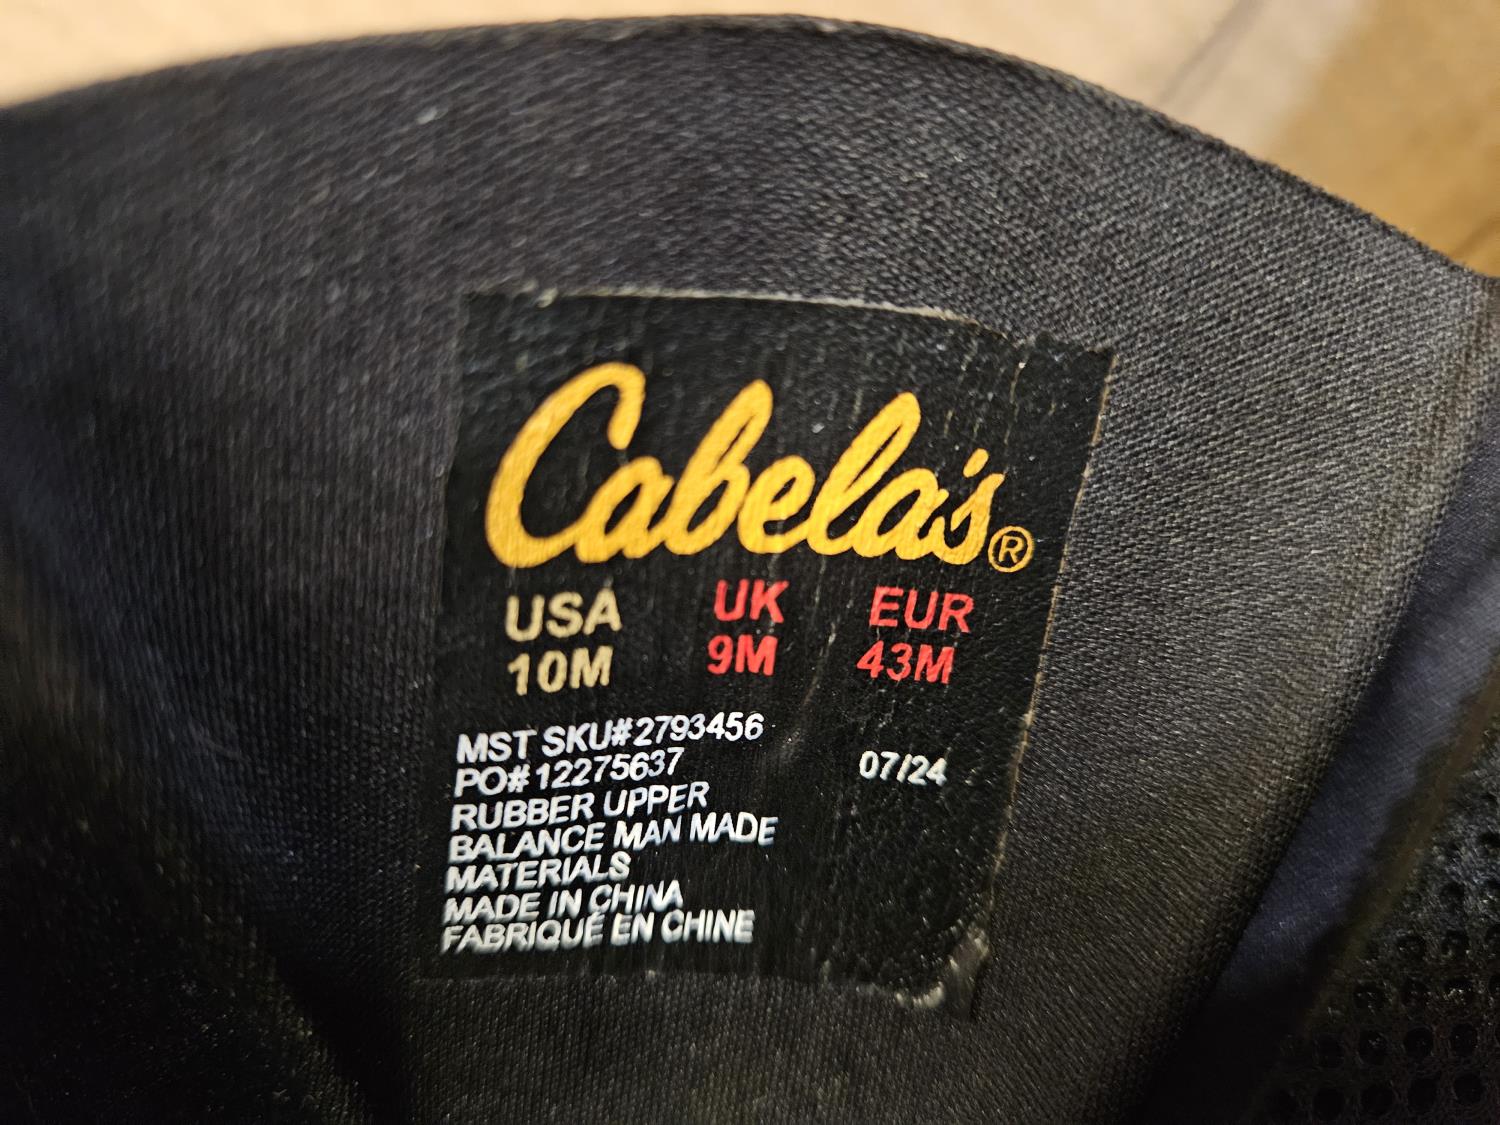 Cabela's®
USA UK EUR
10M 9M 43M
MST SKU#2793456
PO#12275637 07/24
RUBBER UPPER
BALANCE MAN MADE
MATERIALS
MADE IN CHINA
FABRIQUÉ EN CHINE